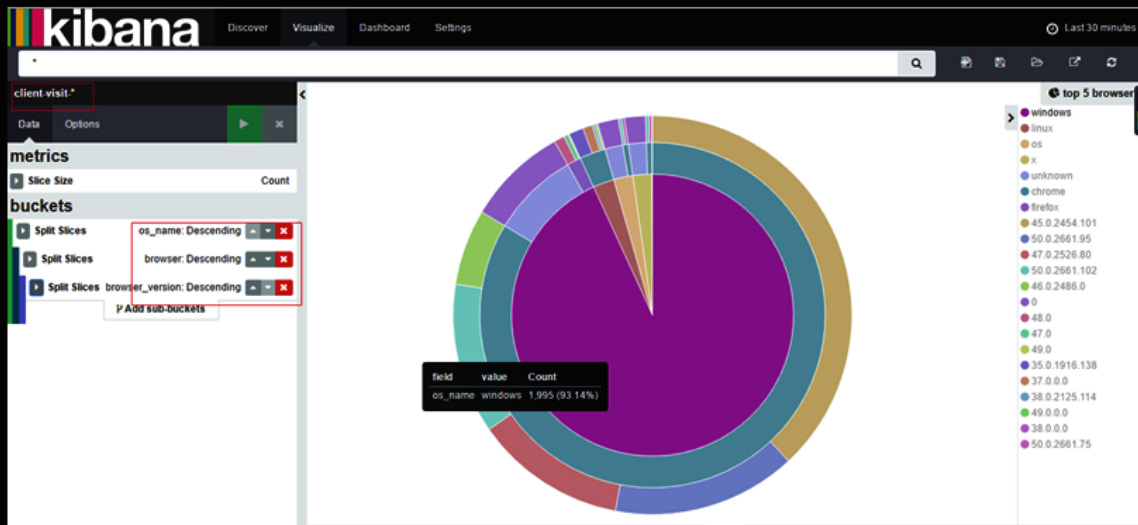 kibana
Discover Visualize Dashboard Settings Last 30 minutes
*
client-visit-*
Data Options
metrics
Slice Size Count
buckets
Split Slices os_name: Descending
Split Slices browser: Descending
Split Slices browser_version: Descending
Add sub-buckets
field value Count
os_name windows 1,995 (93.14%)
top 5 browser
windows
linux
os
x
unknown
chrome
firefox
45.0.2454.101
50.0.2661.95
47.0.2526.80
50.0.2661.102
46.0.2486.0
0
48.0
47.0
49.0
35.0.1916.138
37.0.0.0
38.0.2125.114
49.0.0.0
38.0.0.0
50.0.2661.75